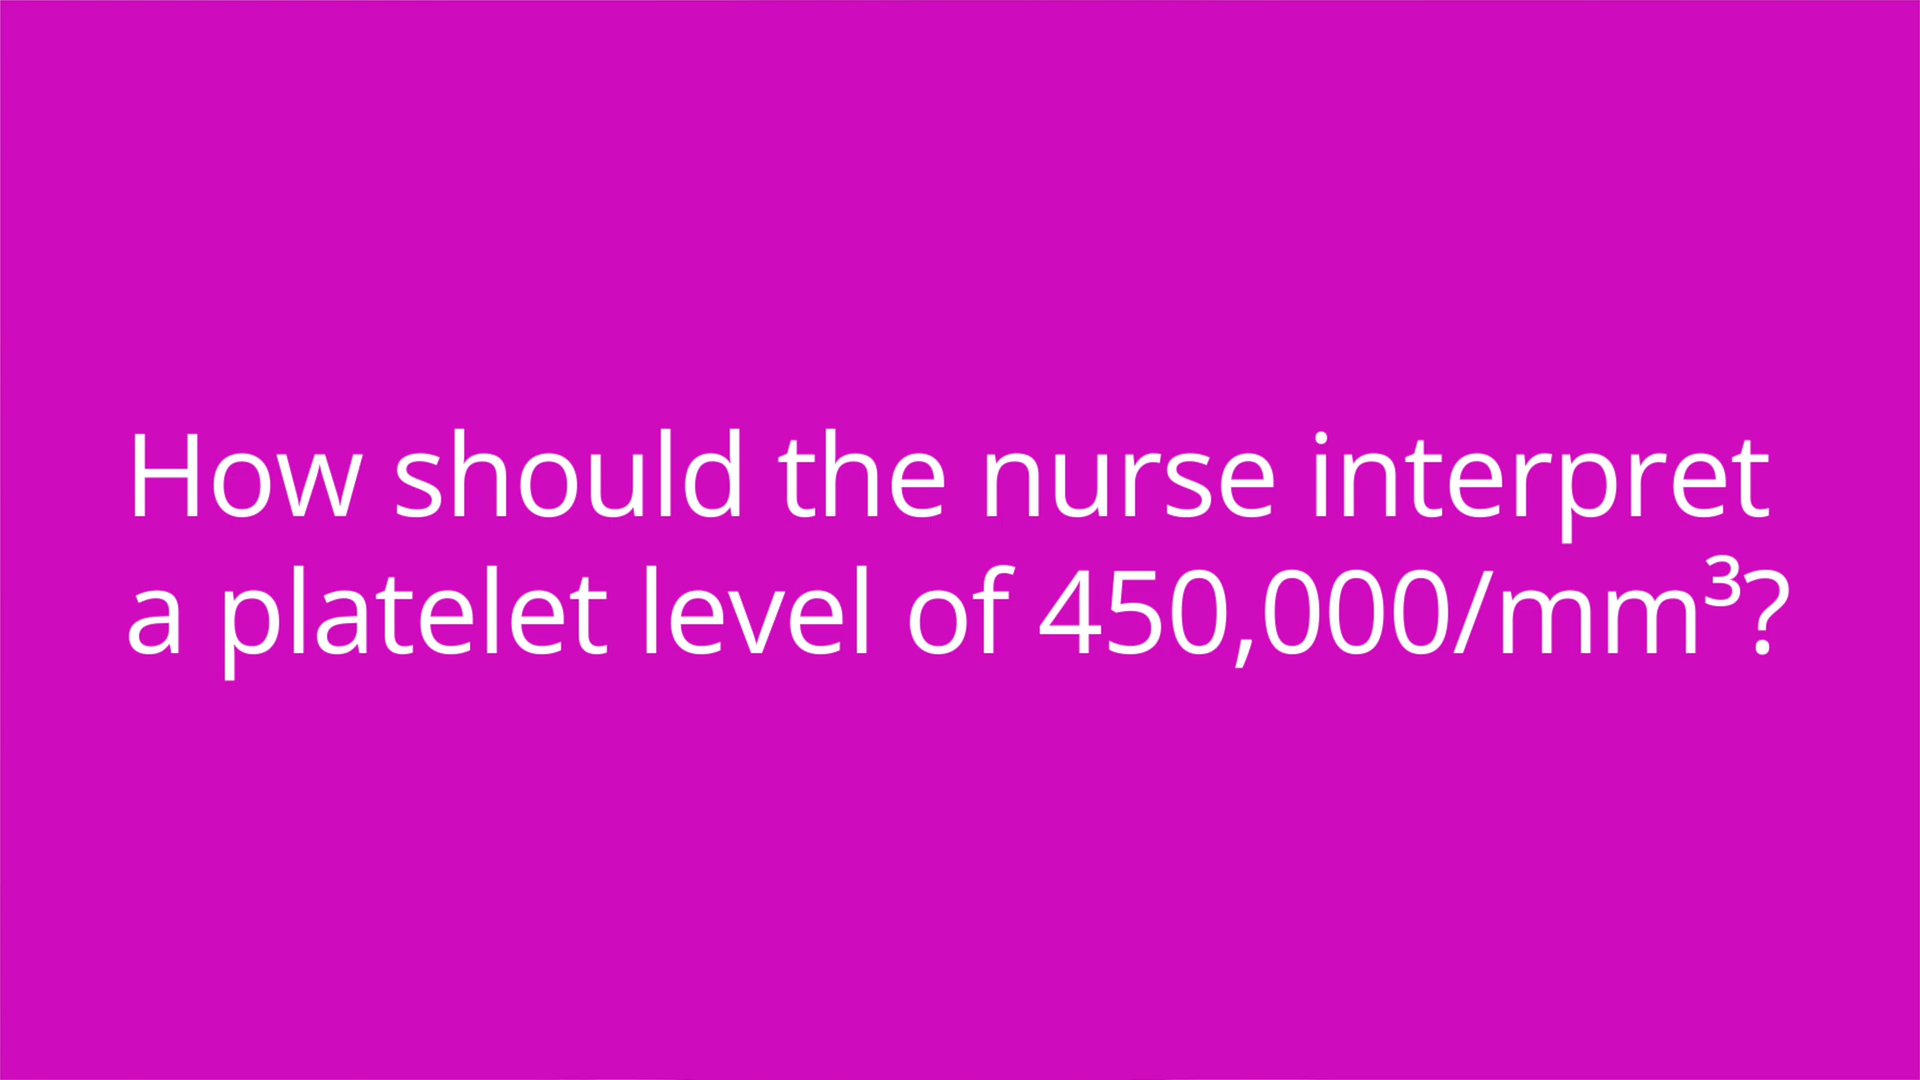 How should the nurse interpret
a platelet level of 450,000/mm³?